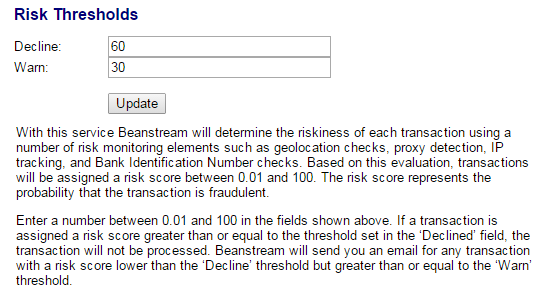 Risk Thresholds
Decline: 60
Warn: 30
Update
With this service Beanstream will determine the riskiness of each transaction using a
number of risk monitoring elements such as geolocation checks, proxy detection, IP
tracking, and Bank Identification Number checks. Based on this evaluation, transactions
will be assigned a risk score between 0.01 and 100. The risk score represents the
probability that the transaction is fraudulent.
Enter a number between 0.01 and 100 in the fields shown above. If a transaction is
assigned a risk score greater than or equal to the threshold set in the ‘Declined’ field, the
transaction will not be processed. Beanstream will send you an email for any transaction
with a risk score lower than the ‘Decline’ threshold but greater than or equal to the ‘Warn’
threshold.